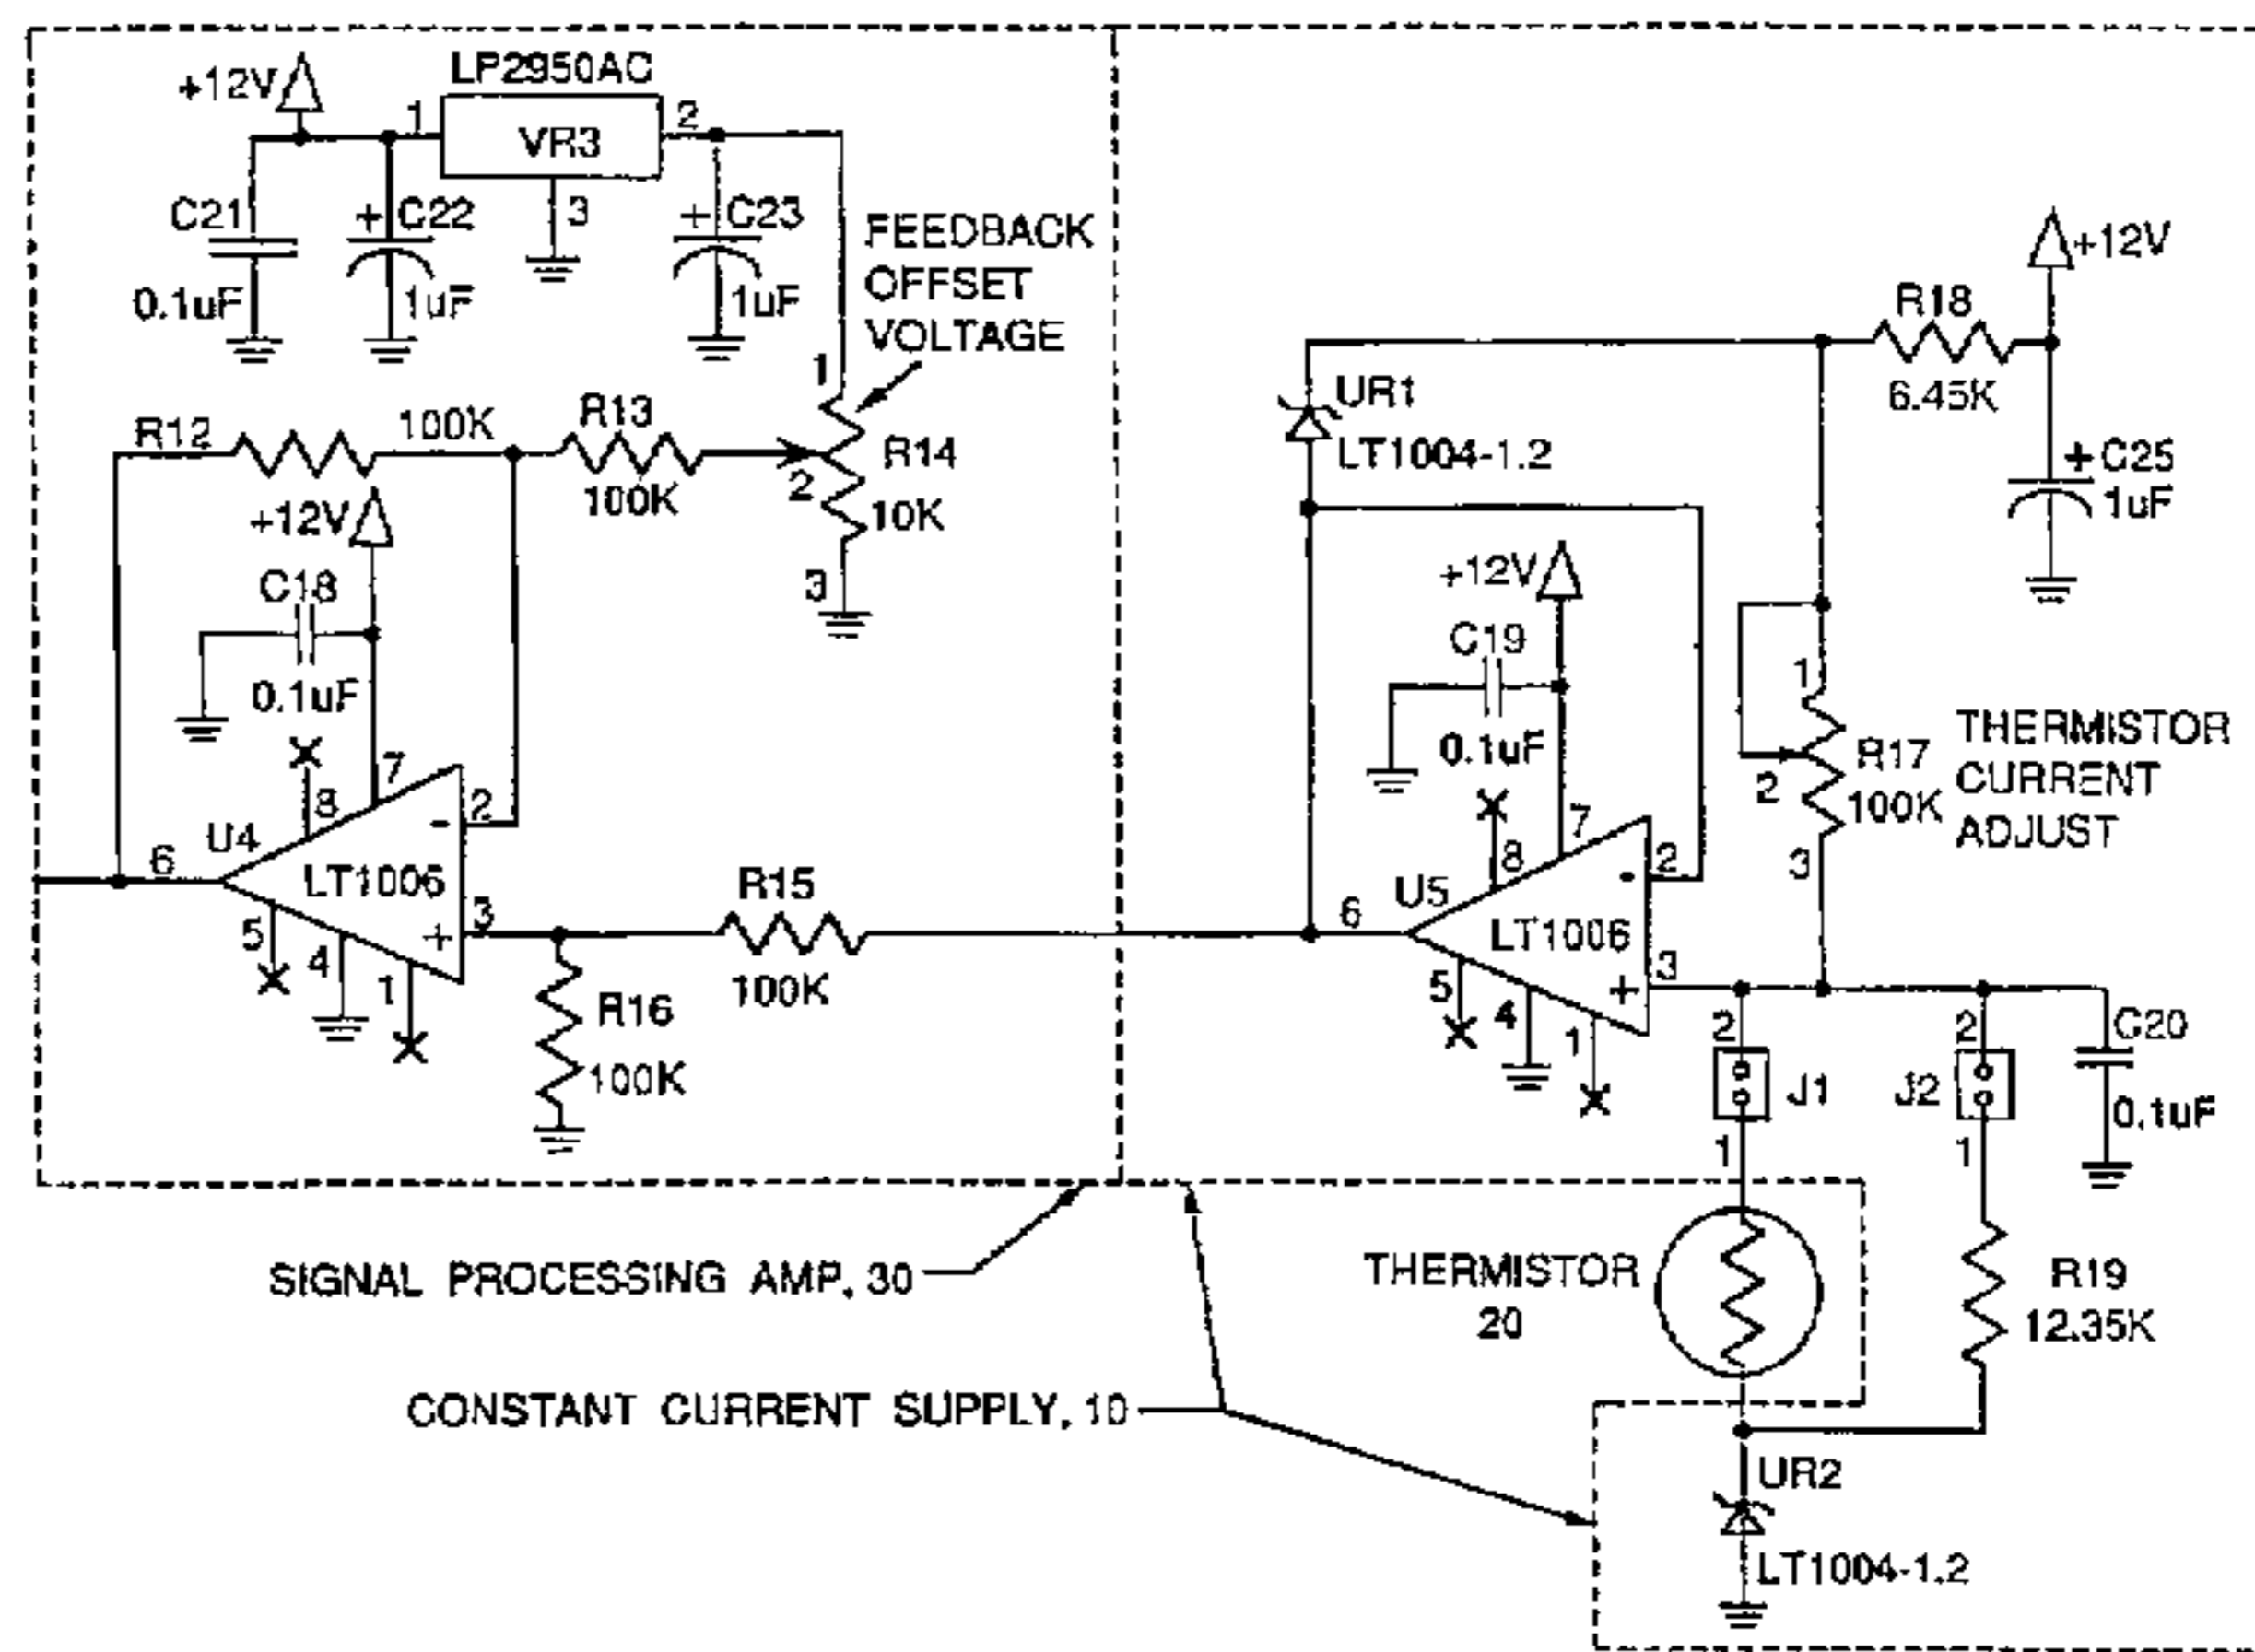 LP2950AC
+12V
1
VR3
2
3
C21
0.1uF
+
C22
1uF
+
C23
1uF
FEEDBACK
OFFSET
VOLTAGE
1
R12
100K
R13
100K
2
R14
10K
3
+12V
C18
0.1uF
8
7
2
-
U4
LT1006
6
5
4
1
+
3
R15
100K
R16
100K
+12V
R18
6.45K
+
C25
1uF
UR1
LT1004-1.2
+12V
C19
0.1uF
8
7
2
-
U5
LT1006
6
5
4
1
+
3
1
2
R17
100K
3
THERMISTOR
CURRENT
ADJUST
2
J1
1
2
J2
1
C20
0.1uF
SIGNAL PROCESSING AMP, 30
THERMISTOR
20
R19
12.35K
CONSTANT CURRENT SUPPLY, 10
UR2
LT1004-1.2